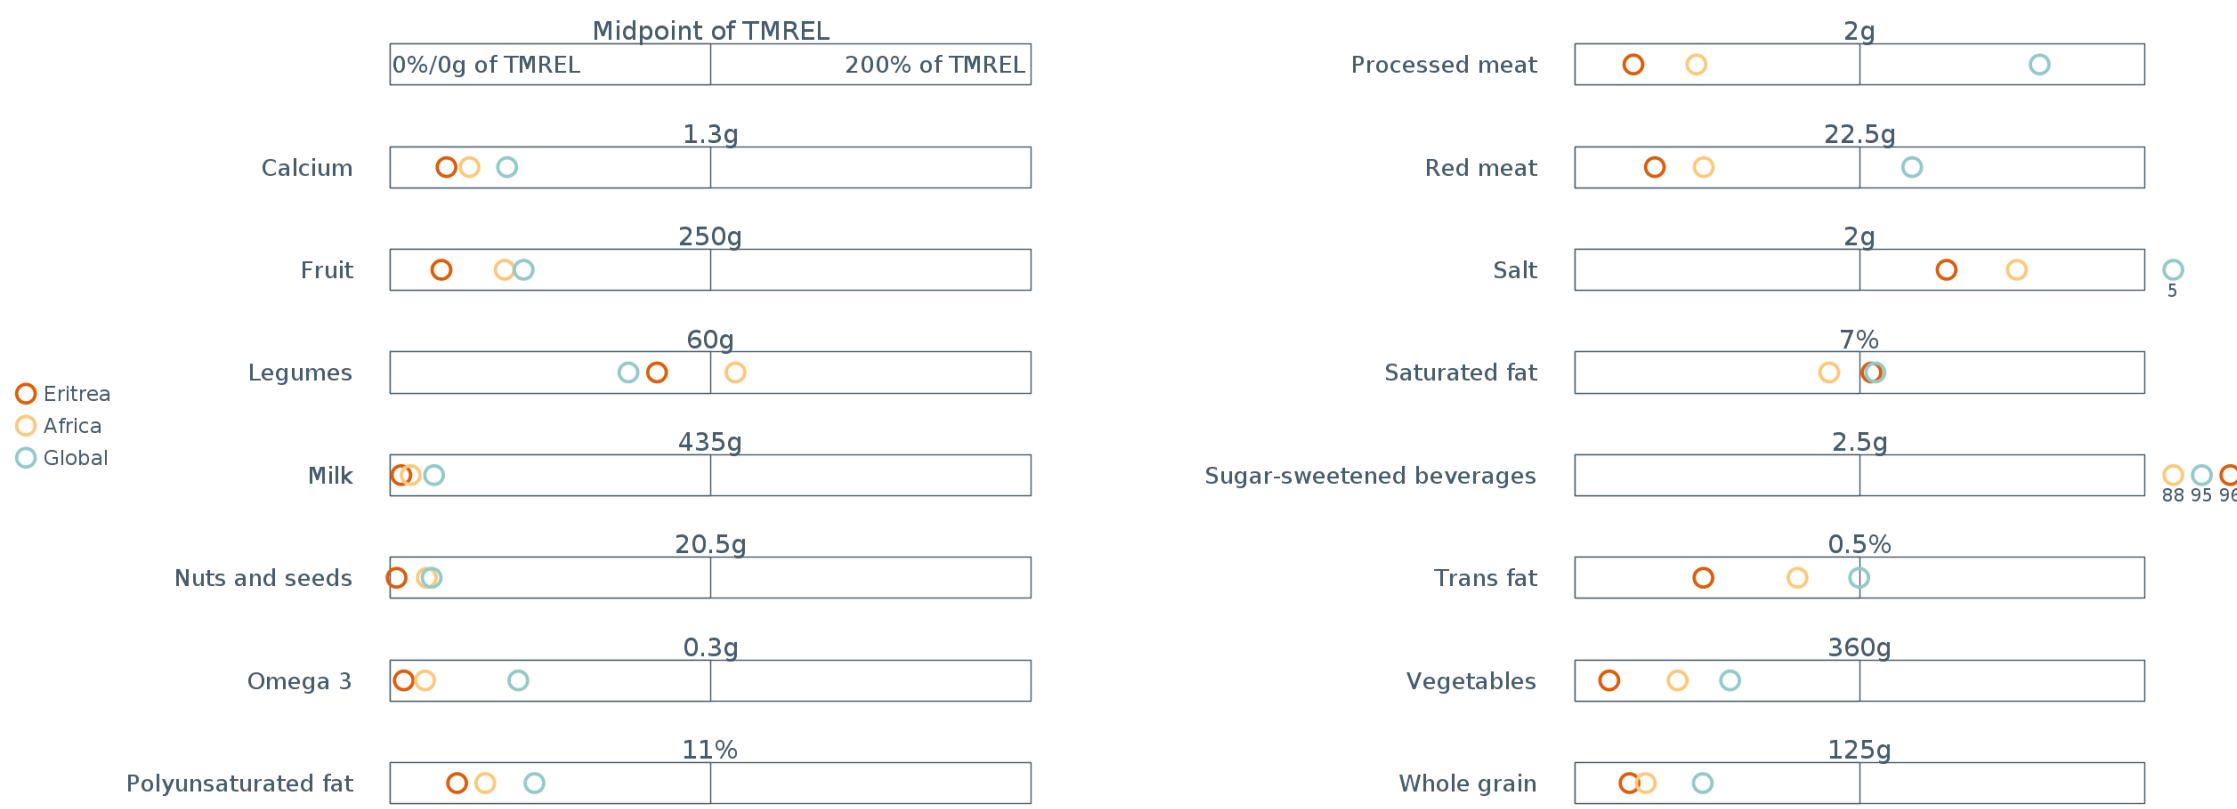 Midpoint of TMREL
0%/0g of TMREL 200% of TMREL
1.3g
Calcium
250g
Fruit
60g
Legumes
435g
Milk
20.5g
Nuts and seeds
0.3g
Omega 3
11%
Polyunsaturated fat
Eritrea
Africa
Global
2g
Processed meat
22.5g
Red meat
2g
Salt
5
7%
Saturated fat
2.5g
Sugar-sweetened beverages
88 95 96
0.5%
Trans fat
360g
Vegetables
125g
Whole grain